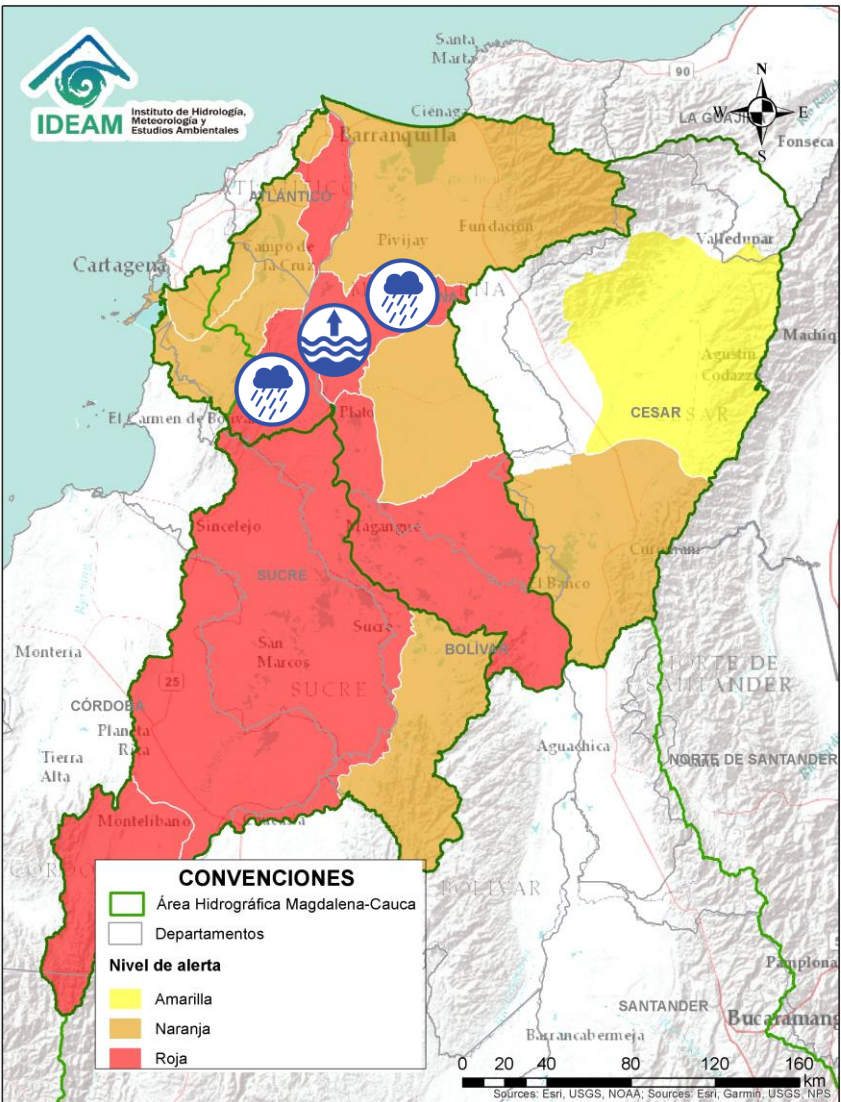 IDEAM
Instituto de Hidrología,
Meteorología y
Estudios Ambientales
Santa
Marta
90
N
W
E
S
Ciénaga
LA GUAJIRA
Fonseca
Barranquilla
ATLÁNTICO
Valledupar
Fundación
Pivijay
Campo de
la Cruz
Cartagena
Agustín
Codazzi
CESAR
El Carmen de
Plato
Sincelejo
Magangué
SUCRE
El Banco
Sucre
San
Marcos
SUCRE
BOLÍVAR
Montería
NORTE DE
SANTANDER
25
CÓRDOBA
Planeta
Rica
Tierra
Alta
Aguachica
NORTE DE SANTANDER
Montelíbano
Caucasia
BOLÍVAR
CONVENCIONES
Área Hidrográfica Magdalena-Cauca
Departamentos
Nivel de alerta
Amarilla
Naranja
Roja
Pamplona
SANTANDER
Bucaramang
Barrancabermeja
0 20 40 80 120 160
km
Sources: Esri, USGS, NOAA; Sources: Esri, Garmin, USGS, NPS